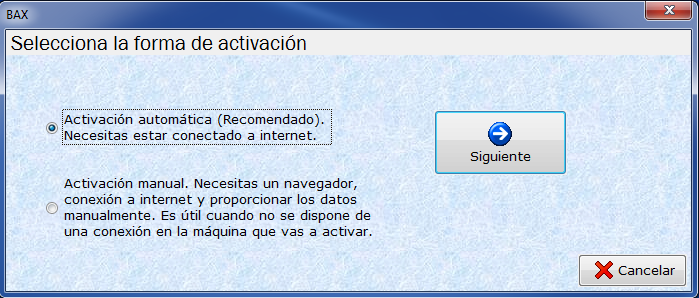 BAX
Selecciona la forma de activación
Activación automática (Recomendado).
Necesitas estar conectado a internet.
Siguiente
Activación manual. Necesitas un navegador,
conexión a internet y proporcionar los datos
manualmente. Es útil cuando no se dispone de
una conexión en la máquina que vas a activar.
Cancelar